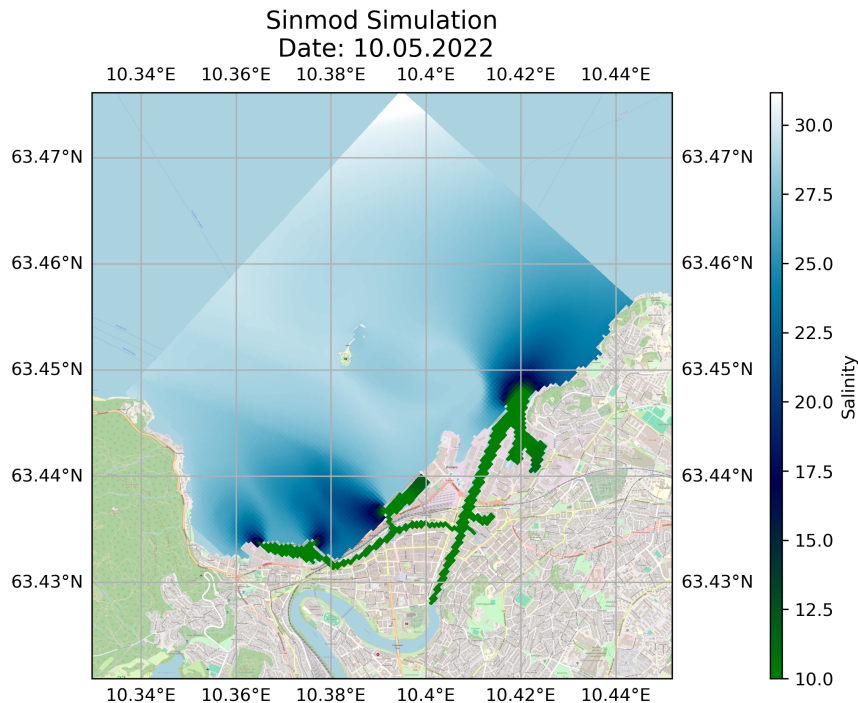 Sinmod Simulation
Date: 10.05.2022
10.34°E 10.36°E 10.38°E 10.4°E 10.42°E 10.44°E
63.47°N 63.47°N
63.46°N 63.46°N
63.45°N 63.45°N
63.44°N 63.44°N
63.43°N 63.43°N
10.34°E 10.36°E 10.38°E 10.4°E 10.42°E 10.44°E
30.0
27.5
25.0
22.5
20.0
17.5
15.0
12.5
10.0
Salinity